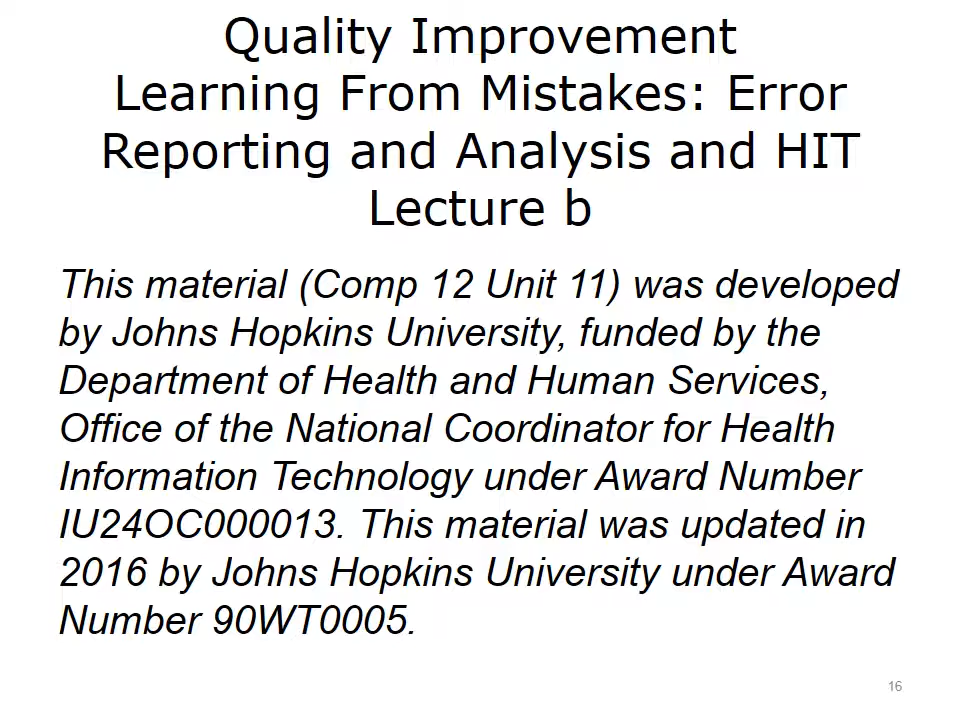 Quality Improvement
Learning From Mistakes: Error
Reporting and Analysis and HIT
Lecture b
This material (Comp 12 Unit 11) was developed
by Johns Hopkins University, funded by the
Department of Health and Human Services,
Office of the National Coordinator for Health
Information Technology under Award Number
IU24OC000013. This material was updated in
2016 by Johns Hopkins University under Award
Number 90WT0005.
16